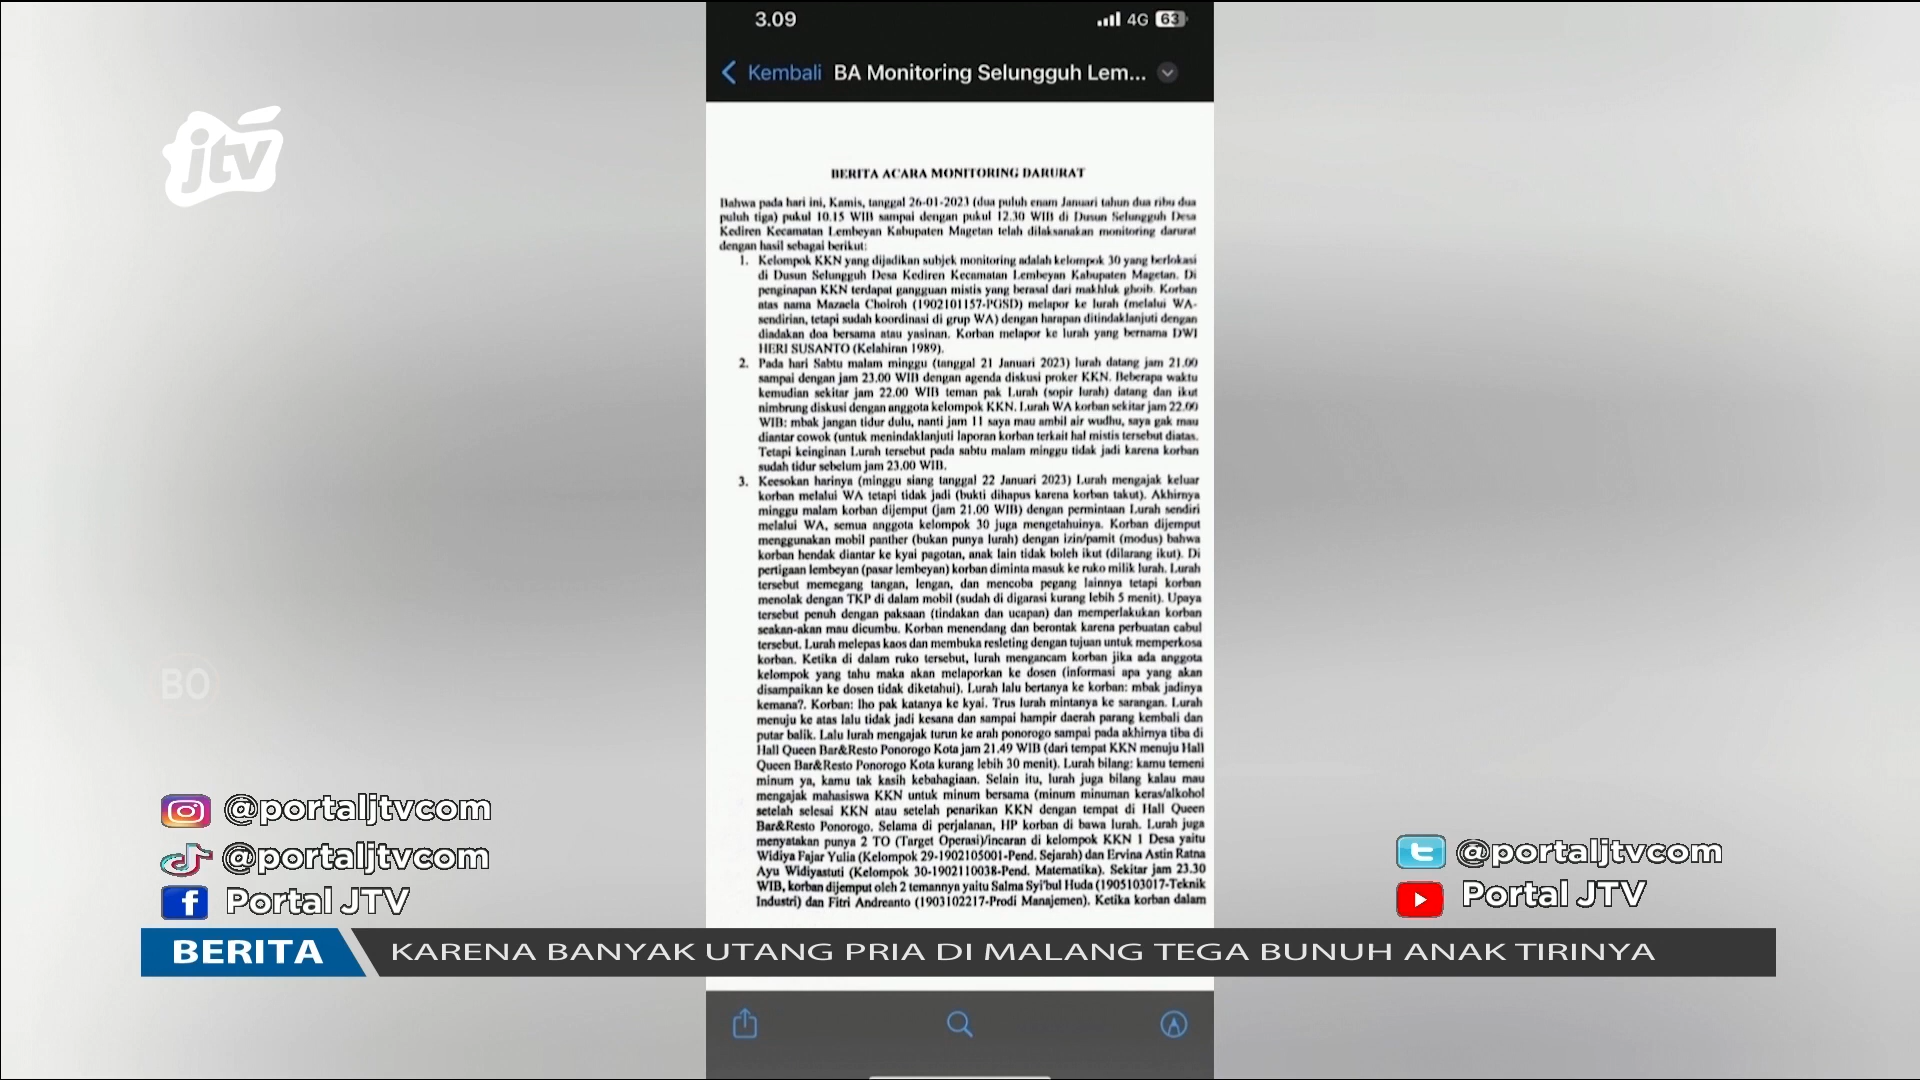 3.09
4G 63
Kembali BA Monitoring Selungguh Lem...
jtv
BERITA ACARA MONITORING DARURAT
Bahwa pada hari ini, Kamis, tanggal 26-01-2023 (dua puluh enam Januari tahun dua ribu dua
puluh tiga) pukul 10.15 WIB sampai dengan pukul 12.30 WIB di Dusun Selungguh Desa
Kediren Kecamatan Lembeyan Kabupaten Magetan telah dilaksanakan monitoring darurat
dengan hasil sebagai berikut:
1. Kelompok KKN yang dijadikan subjek monitoring adalah kelompok 30 yang berlokasi
di Dusun Selungguh Desa Kediren Kecamatan Lembeyan Kabupaten Magetan. Di
penginapan KKN terdapat gangguan mistis yang berasal dari makhluk ghoib. Korban
atas nama Mazaela Choiroh (1902101157-PGSD) melapor ke lurah (melalui WA-
sendirian, tetapi sudah koordinasi di grup WA) dengan harapan ditindaklanjuti dengan
diadakan doa bersama atau yasinan. Korban melapor ke lurah yang bernama DWI
HERI SUSANTO (Kelahiran 1989).
2. Pada hari Sabtu malam minggu (tanggal 21 Januari 2023) lurah datang jam 21.00
sampai dengan jam 23.00 WIB dengan agenda diskusi proker KKN. Beberapa waktu
kemudian sekitar jam 22.00 WIB teman pak Lurah (sopir lurah) datang dan ikut
nimbrung diskusi dengan anggota kelompok KKN. Lurah WA korban sekitar jam 22.00
WIB: mbak jangan tidur dulu, nanti jam 11 saya mau ambil air wudhu, saya gak mau
diantar cowok (untuk menindaklanjuti laporan korban terkait hal mistis tersebut diatas.
Tetapi keinginan Lurah tersebut pada sabtu malam minggu tidak jadi karena korban
sudah tidur sebelum jam 23.00 WIB.
3. Keesokan harinya (minggu siang tanggal 22 Januari 2023) Lurah mengajak keluar
korban melalui WA tetapi tidak jadi (bukti dihapus karena korban takut). Akhirnya
minggu malam korban dijemput (jam 21.00 WIB) dengan permintaan Lurah sendiri
melalui WA, semua anggota kelompok 30 juga mengetahuinya. Korban dijemput
menggunakan mobil panther (bukan punya lurah) dengan izin/pamit (modus) bahwa
korban hendak diantar ke kyai pagotan, anak lain tidak boleh ikut (dilarang ikut). Di
pertigaan lembeyan (pasar lembeyan) korban diminta masuk ke ruko milik lurah. Lurah
tersebut memegang tangan, lengan, dan mencoba pegang lainnya tetapi korban
menolak dengan TKP di dalam mobil (sudah di digarasi kurang lebih 5 menit). Upaya
tersebut penuh dengan paksaan (tindakan dan ucapan) dan memperlakukan korban
seakan-akan mau dicumbu. Korban menendang dan berontak karena perbuatan cabul
tersebut. Lurah melepas kaos dan membuka resleting dengan tujuan untuk memperkosa
korban. Ketika di dalam ruko tersebut, lurah mengancam korban jika ada anggota
kelompok yang tahu maka akan melaporkan ke dosen (informasi apa yang akan
disampaikan ke dosen tidak diketahui). Lurah lalu bertanya ke korban: mbak jadinya
kemana?. Korban: lho pak katanya ke kyai. Trus lurah mintanya ke sarangan. Lurah
menuju ke atas lalu tidak jadi kesana dan sampai hampir daerah parang kembali dan
putar balik. Lalu lurah mengajak turun ke arah ponorogo sampai pada akhirnya tiba di
Hall Queen Bar&Resto Ponorogo Kota jam 21.49 WIB (dari tempat KKN menuju Hall
Queen Bar&Resto Ponorogo Kota kurang lebih 30 menit). Lurah bilang: kamu temeni
minum ya, kamu tak kasih kebahagiaan. Selain itu, lurah juga bilang kalau mau
mengajak mahasiswa KKN untuk minum bersama (minum minuman keras/alkohol
setelah selesai KKN atau setelah penarikan KKN dengan tempat di Hall Queen
Bar&Resto Ponorogo. Selama di perjalanan, HP korban di bawa lurah. Lurah juga
menyatakan punya 2 TO (Target Operasi)/incaran di kelompok KKN 1 Desa yaitu
Widiya Fajar Yulia (Kelompok 29-1902105001-Pend. Sejarah) dan Ervina Astin Ratna
Ayu Widiyastuti (Kelompok 30-1902110038-Pend. Matematika). Sekitar jam 23.30
WIB, korban dijemput oleh 2 temannya yaitu Salma Syi'bul Huda (1905103017-Teknik
Industri) dan Fitri Andreanto (1903102217-Prodi Manajemen). Ketika korban dalam
BO
@portaljtvcom
@portaljtvcom
Portal JTV
@portaljtvcom
Portal JTV
BERITA KARENA BANYAK UTANG PRIA DI MALANG TEGA BUNUH ANAK TIRINYA